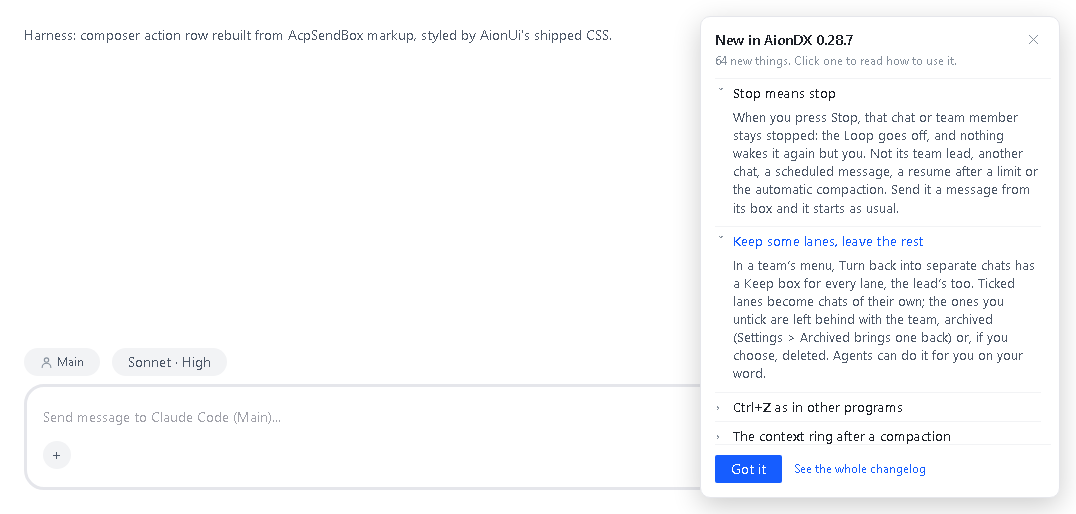 Harness: composer action row rebuilt from AcpSendBox markup, styled by AionUi's shipped CSS.
New in AionDX 0.28.7
64 new things. Click one to read how to use it.
Stop means stop
When you press Stop, that chat or team member
stays stopped: the Loop goes off, and nothing
wakes it again but you. Not its team lead, another
chat, a scheduled message, a resume after a limit or
the automatic compaction. Send it a message from
its box and it starts as usual.
Keep some lanes, leave the rest
In a team's menu, Turn back into separate chats has
a Keep box for every lane, the lead's too. Ticked
lanes become chats of their own; the ones you
untick are left behind with the team, archived
(Settings > Archived brings one back) or, if you
choose, deleted. Agents can do it for you on your
word.
Ctrl+Z as in other programs
The context ring after a compaction
Got it
See the whole changelog
Main
Sonnet · High
Send message to Claude Code (Main)...
+